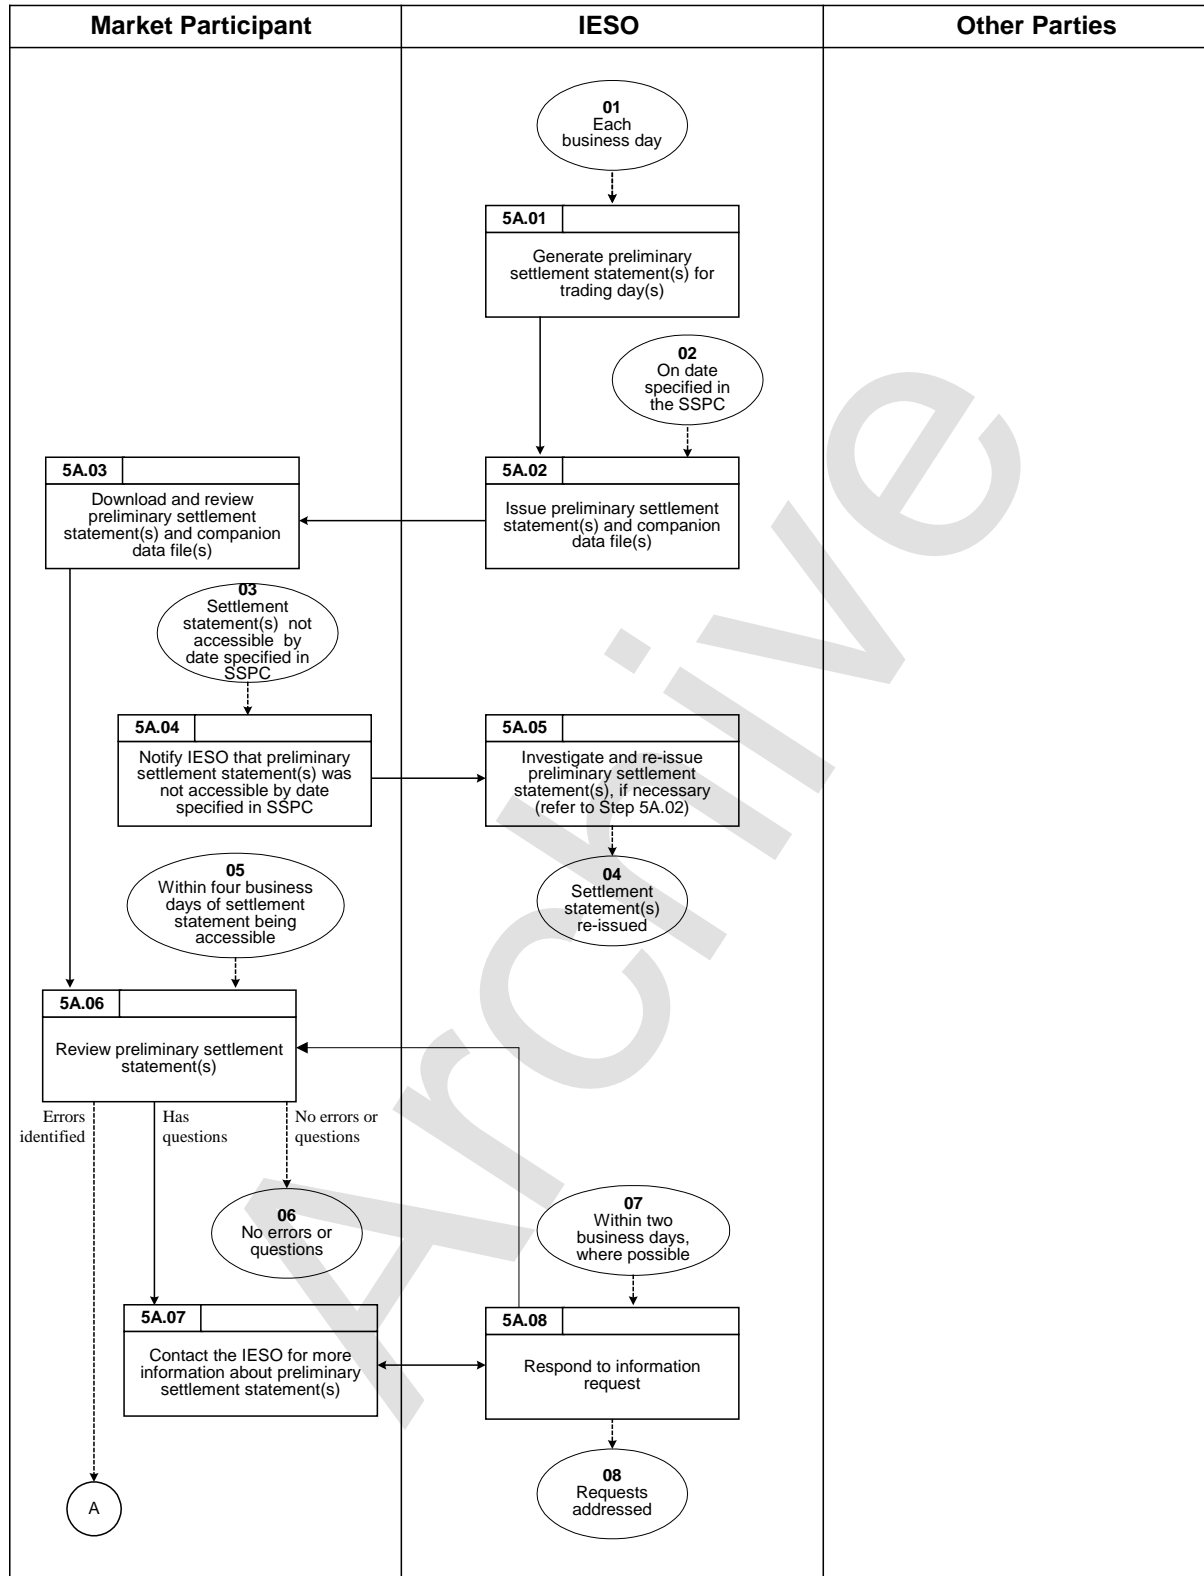 Market Participant
IESO
Other Parties
01
Each
business day
5A.01
Generate preliminary
settlement statement(s) for
trading day(s)
02
On date
specified in
the SSPC
5A.03
Download and review
preliminary settlement
statement(s) and companion
data file(s)
5A.02
Issue preliminary settlement
statement(s) and companion
data file(s)
03
Settlement
statement(s) not
accessible by
date specified in
SSPC
5A.04
Notify IESO that preliminary
settlement statement(s) was
not accessible by date
specified in SSPC
5A.05
Investigate and re-issue
preliminary settlement
statement(s), if necessary
(refer to Step 5A.02)
04
Settlement
statement(s)
re-issued
05
Within four business
days of settlement
statement being
accessible
5A.06
Review preliminary settlement
statement(s)
Errors
identified
Has
questions
No errors or
questions
06
No errors or
questions
07
Within two
business days,
where possible
5A.07
Contact the IESO for more
information about preliminary
settlement statement(s)
5A.08
Respond to information
request
08
Requests
addressed
A
Archive